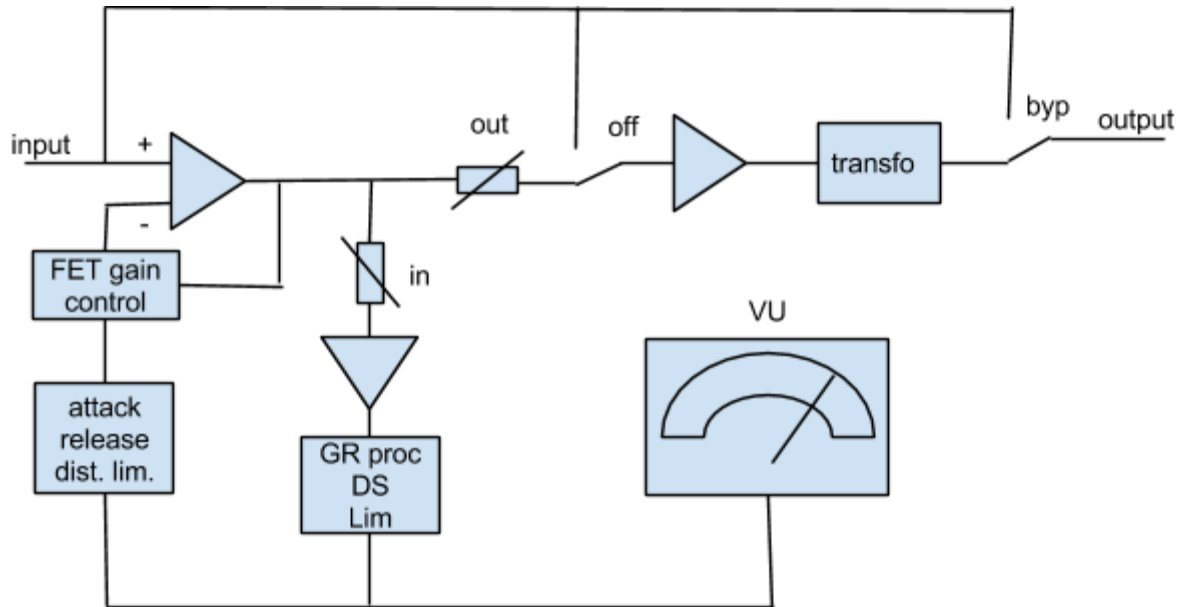 input
+
-
out
off
byp
output
transfo
FET gain
control
in
VU
attack
release
dist. lim.
GR proc
DS
Lim